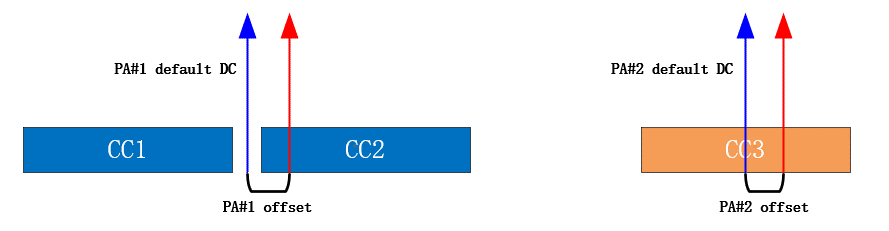 PA#1 default DC
PA#2 default DC
CC1
CC2
CC3
PA#1 offset
PA#2 offset